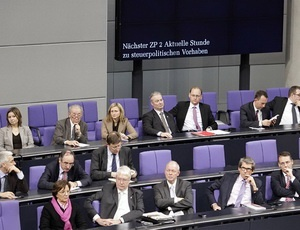 Nächster ZP 2 Aktuelle Stunde
zu steuerpolitischen Vorhaben